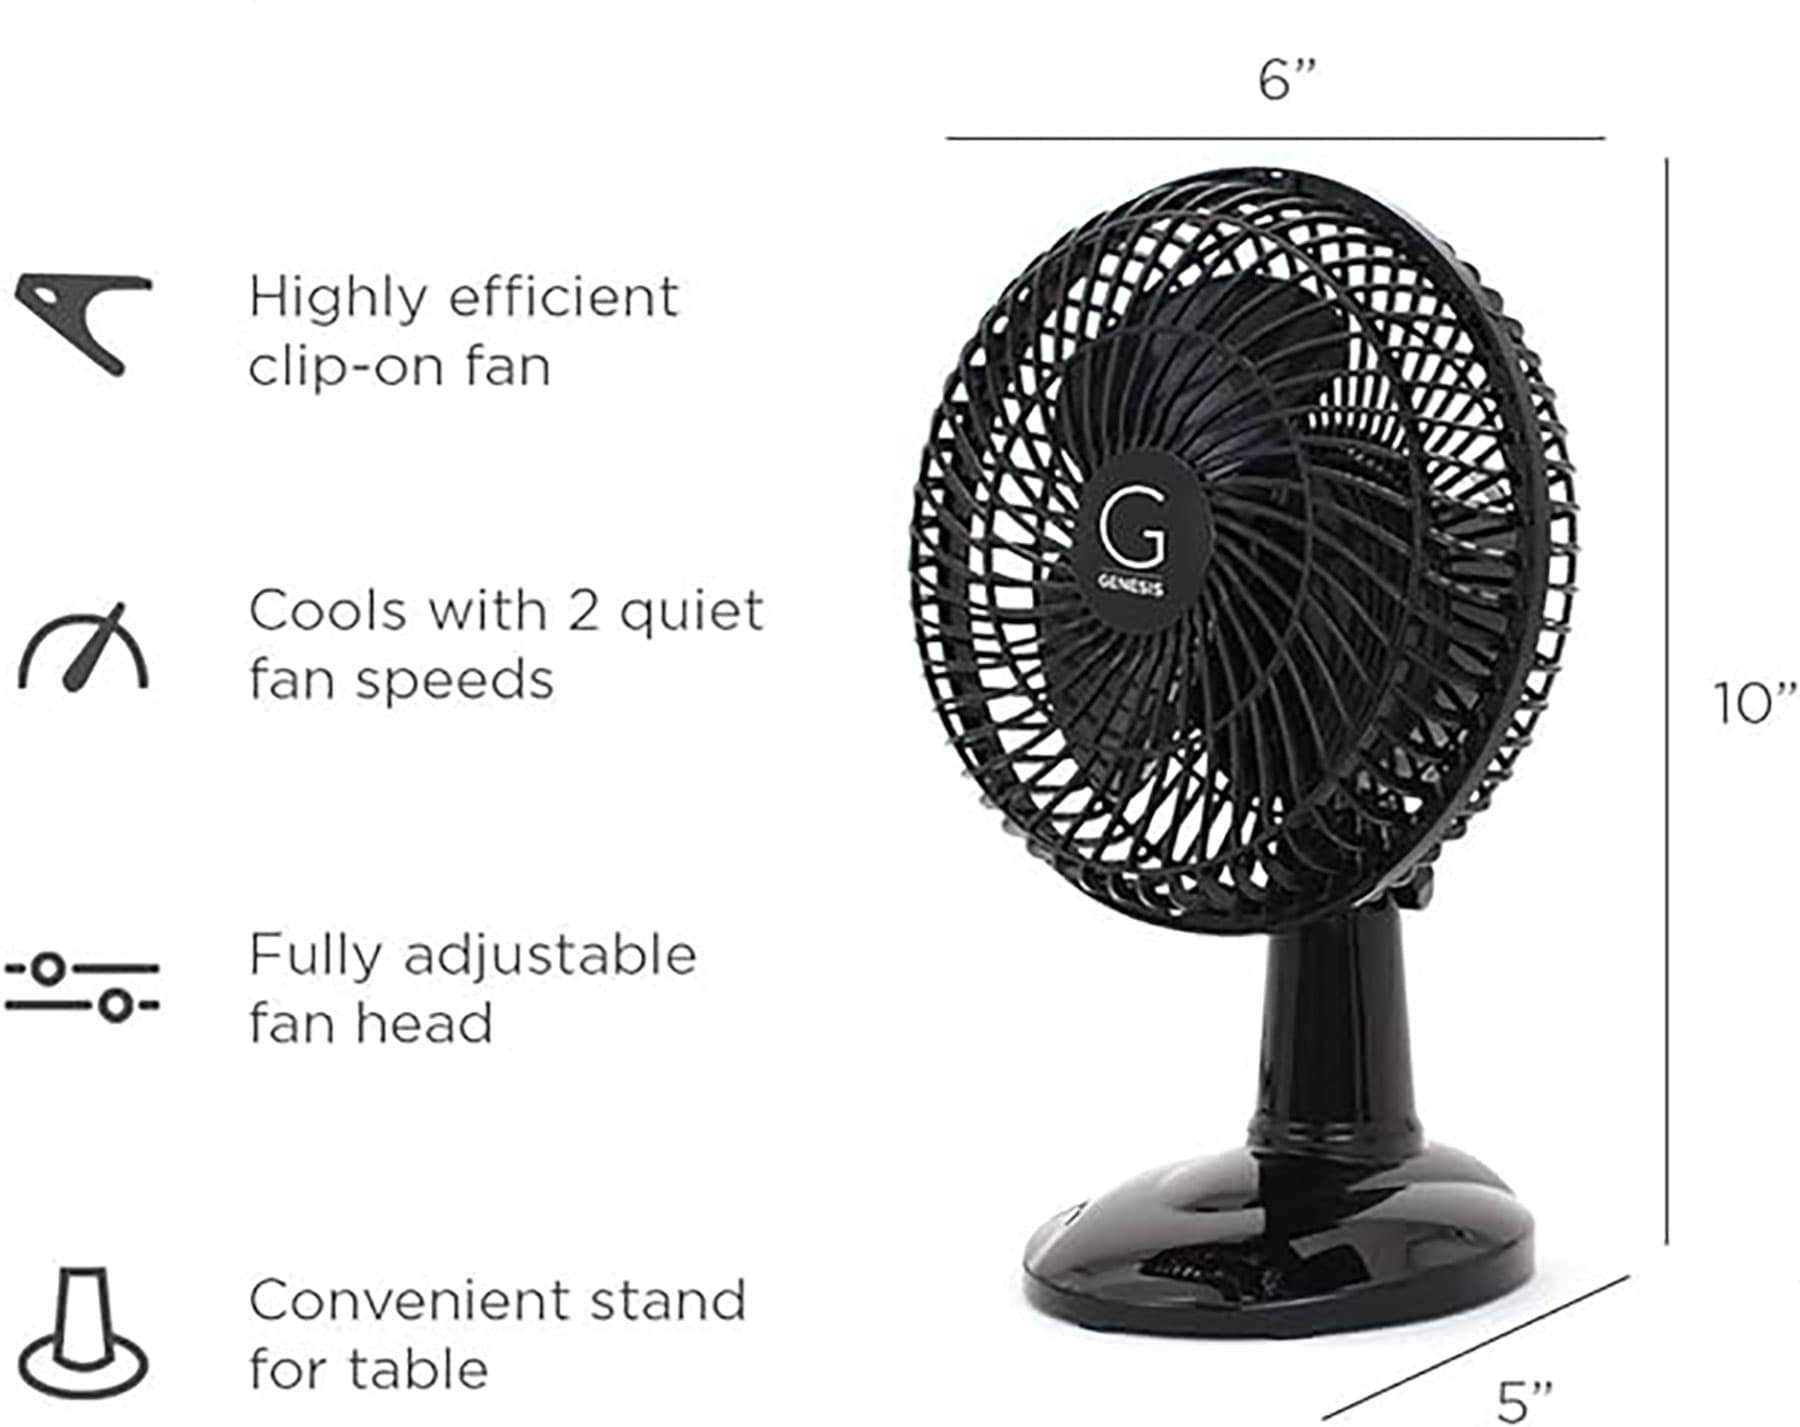 6”
Highly efficient
clip-on fan
G
GENESIS
Cools with 2 quiet
fan speeds
10”
Fully adjustable
fan head
Convenient stand
for table
5”